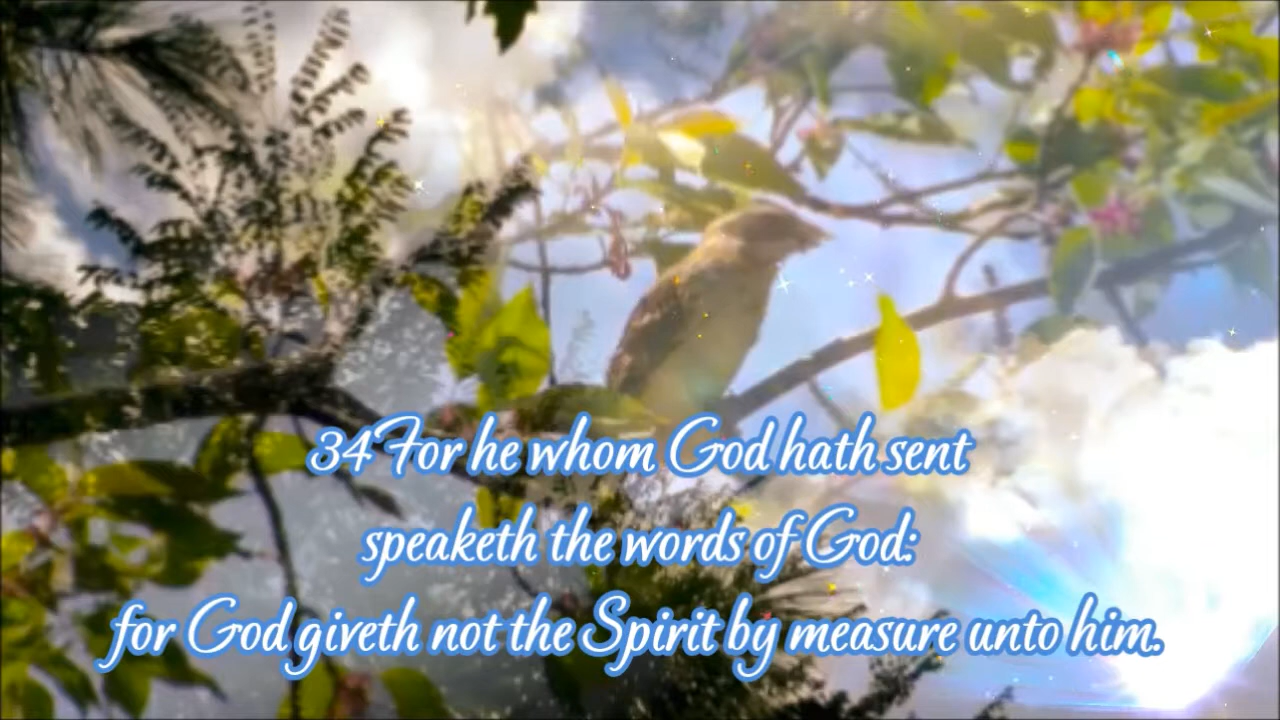 34 For he whom God hath sent
speaketh the words of God:
for God giveth not the Spirit by measure unto him.